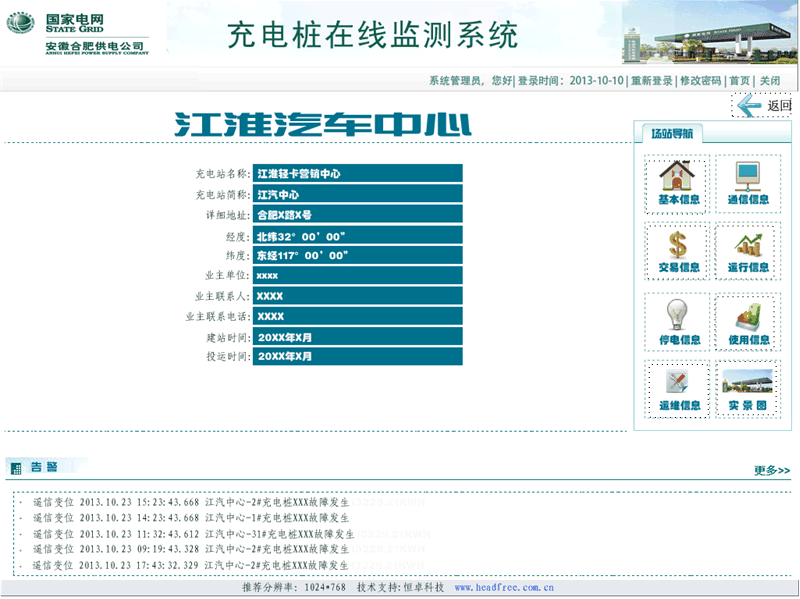 国家电网
STATE GRID
安徽合肥供电公司
ANHUI HEFEI POWER SUPPLY COMPANY
充电桩在线监测系统
系统管理员，您好|登录时间：2013-10-10|重新登录|修改密码|首页|关闭
返回
江淮汽车中心
场站导航
充电站名称: 江淮轻卡营销中心
充电站简称: 江汽中心
详细地址: 合肥X路X号
经度: 北纬32°00'00"
纬度: 东经117°00'00"
业主单位: xxxx
业主联系人: XXXX
业主联系电话: XXXX
建站时间: 20XX年X月
投运时间: 20XX年X月
基本信息 通信信息
交易信息 运行信息
停电信息 使用信息
运维信息 实景图
告警
更多>>
· 遥信变位 2013.10.23 15:23:43.668 江汽中心-2#充电桩XXX故障发生
· 遥信变位 2013.10.23 14:23:43.668 江汽中心-1#充电桩XXX故障发生
· 遥信变位 2013.10.23 11:32:43.612 江汽中心-31#充电桩XXX故障发生
· 遥信变位 2013.10.23 09:19:43.328 江汽中心-2#充电桩XXX故障发生
· 遥信变位 2013.10.23 17:43:32.329 江汽中心-2#充电桩XXX故障发生
推荐分辨率: 1024*768 技术支持:恒卓科技 www.headfree.com.cn